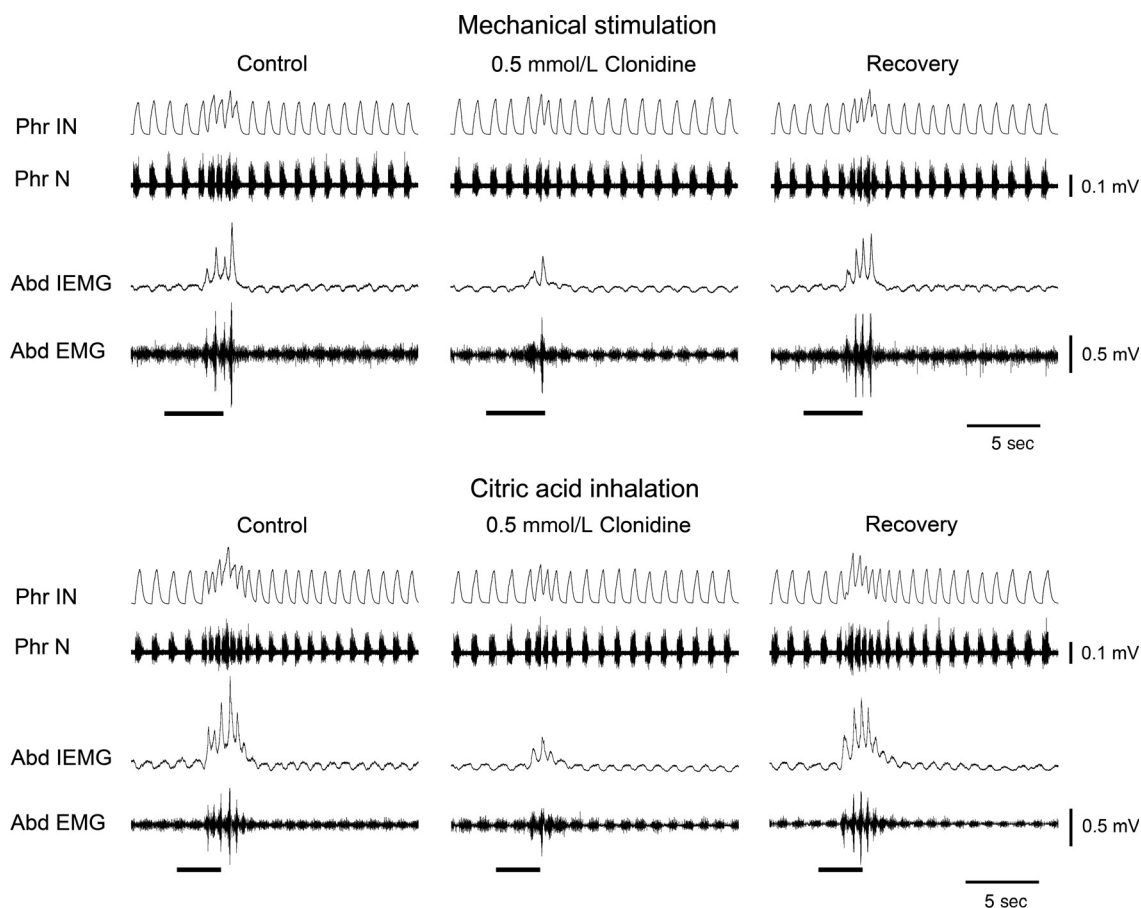 Mechanical stimulation
Control 0.5 mmol/L Clonidine Recovery
Phr IN
Phr N
0.1 mV
Abd IEMG
Abd EMG
0.5 mV
5 sec
Citric acid inhalation
Control 0.5 mmol/L Clonidine Recovery
Phr IN
Phr N
0.1 mV
Abd IEMG
Abd EMG
0.5 mV
5 sec